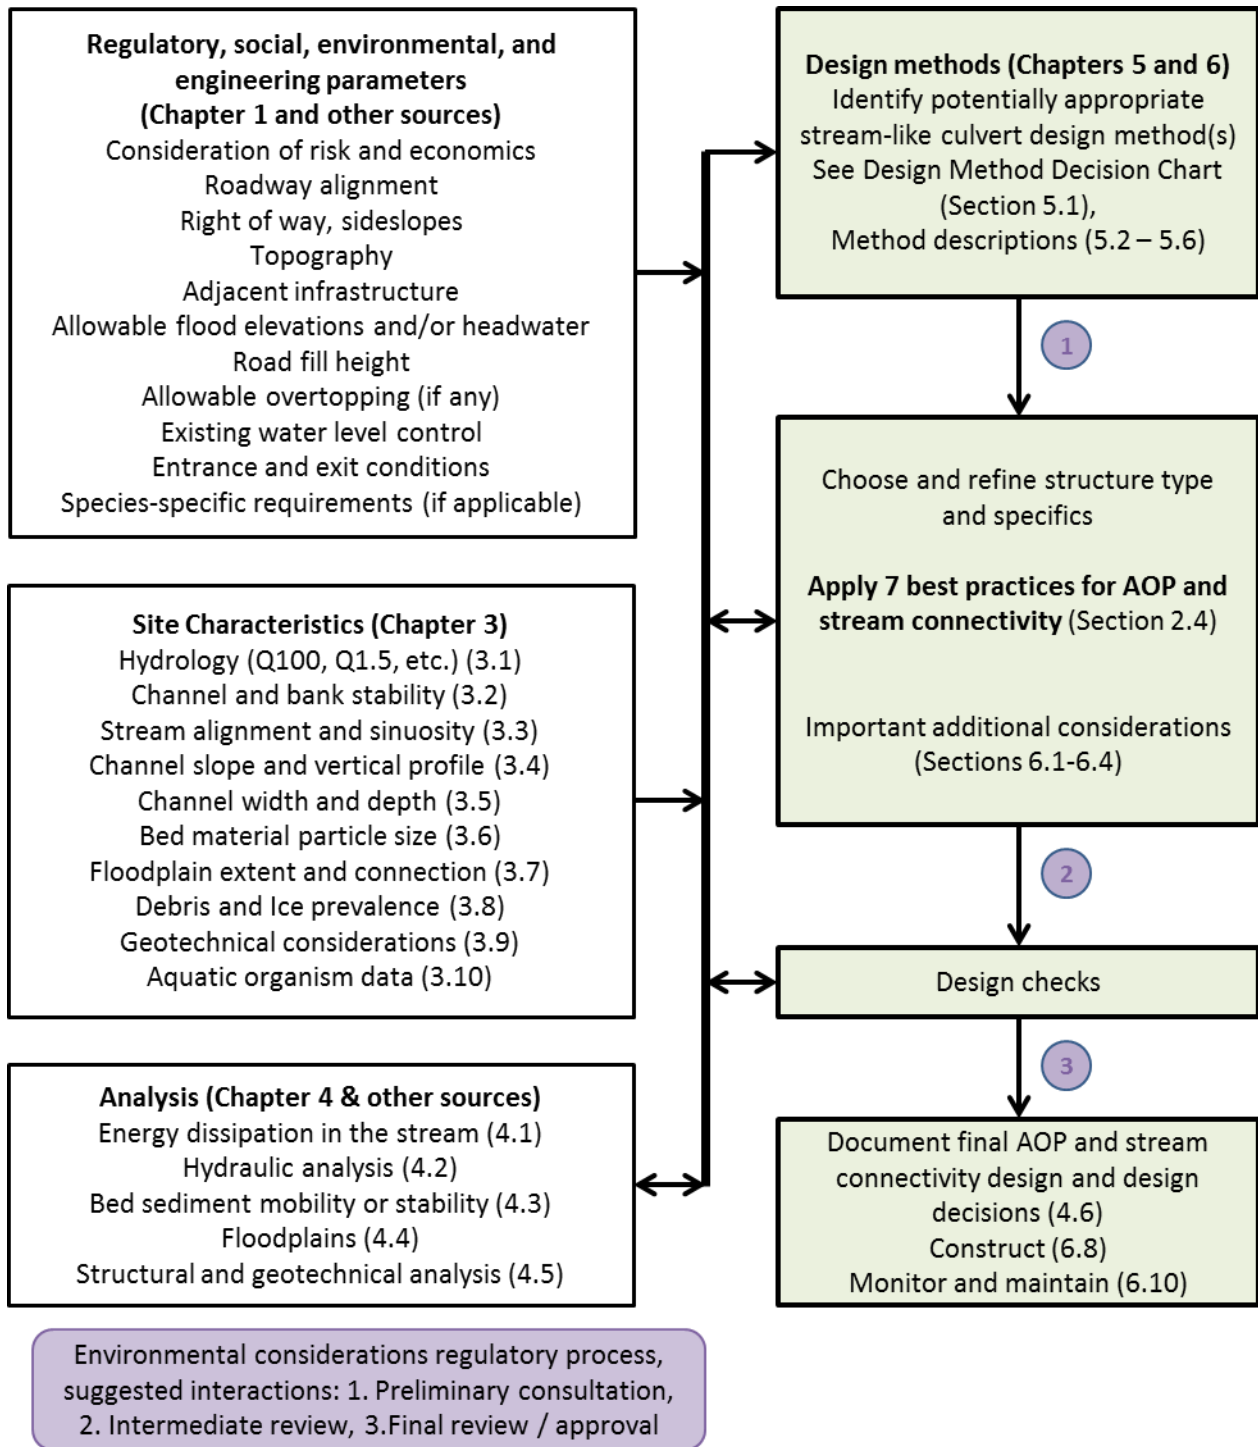 Regulatory, social, environmental, and
engineering parameters
(Chapter 1 and other sources)
Consideration of risk and economics
Roadway alignment
Right of way, sideslopes
Topography
Adjacent infrastructure
Allowable flood elevations and/or headwater
Road fill height
Allowable overtopping (if any)
Existing water level control
Entrance and exit conditions
Species-specific requirements (if applicable)
Site Characteristics (Chapter 3)
Hydrology (Q100, Q1.5, etc.) (3.1)
Channel and bank stability (3.2)
Stream alignment and sinuosity (3.3)
Channel slope and vertical profile (3.4)
Channel width and depth (3.5)
Bed material particle size (3.6)
Floodplain extent and connection (3.7)
Debris and Ice prevalence (3.8)
Geotechnical considerations (3.9)
Aquatic organism data (3.10)
Analysis (Chapter 4 & other sources)
Energy dissipation in the stream (4.1)
Hydraulic analysis (4.2)
Bed sediment mobility or stability (4.3)
Floodplains (4.4)
Structural and geotechnical analysis (4.5)
Design methods (Chapters 5 and 6)
Identify potentially appropriate
stream-like culvert design method(s)
See Design Method Decision Chart
(Section 5.1),
Method descriptions (5.2 – 5.6)
1
Choose and refine structure type
and specifics
Apply 7 best practices for AOP and
stream connectivity (Section 2.4)
Important additional considerations
(Sections 6.1-6.4)
2
Design checks
3
Document final AOP and stream
connectivity design and design
decisions (4.6)
Construct (6.8)
Monitor and maintain (6.10)
Environmental considerations regulatory process,
suggested interactions: 1. Preliminary consultation,
2. Intermediate review, 3.Final review / approval